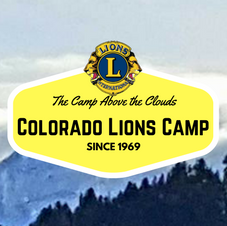 LIONS
L
INTERNATIONAL
The Camp Above the Clouds
COLORADO LIONS CAMP
SINCE 1969